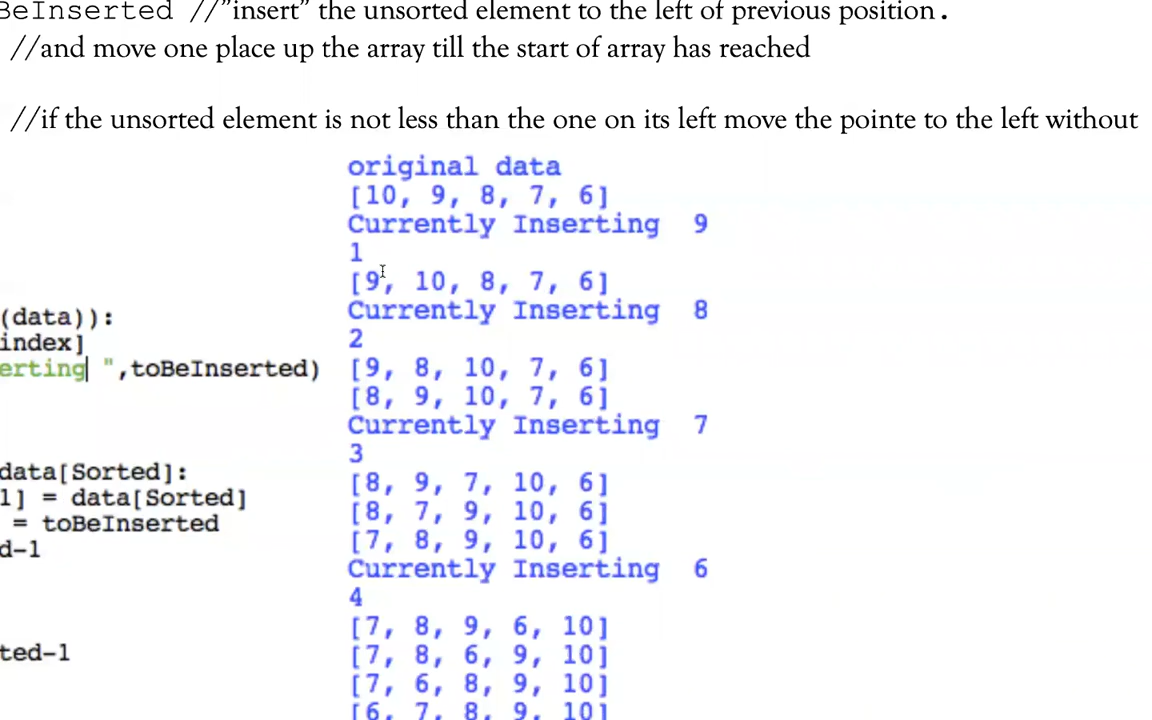 BeInserted //”insert” the unsorted element to the left of previous position.
//and move one place up the array till the start of array has reached
//if the unsorted element is not less than the one on its left move the pointe to the left without
original data
[10, 9, 8, 7, 6]
Currently Inserting 9
1
[9, 10, 8, 7, 6]
Currently Inserting 8
2
[9, 8, 10, 7, 6]
[8, 9, 10, 7, 6]
Currently Inserting 7
3
[8, 9, 7, 10, 6]
[8, 7, 9, 10, 6]
[7, 8, 9, 10, 6]
Currently Inserting 6
4
[7, 8, 9, 6, 10]
[7, 8, 6, 9, 10]
[7, 6, 8, 9, 10]
[6, 7, 8, 9, 10]
(data)):
index]
erting ",toBeInserted)
data[Sorted]:
1] = data[Sorted]
= toBeInserted
d-1
ted-1